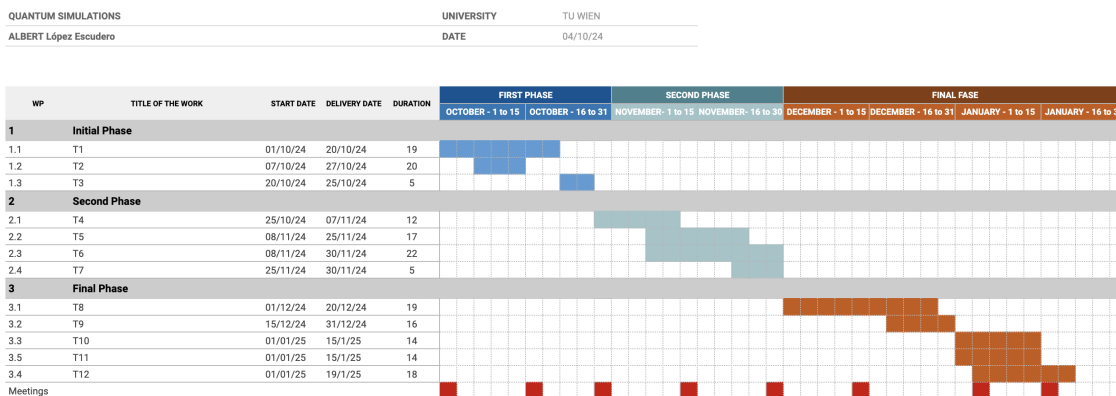 QUANTUM SIMULATIONS UNIVERSITY TU WIEN
ALBERT López Escudero DATE 04/10/24
WP TITLE OF THE WORK START DATE DELIVERY DATE DURATION FIRST PHASE SECOND PHASE FINAL FASE
OCTOBER - 1 to 15 OCTOBER - 16 to 31 NOVEMBER- 1 to 15 NOVEMBER- 16 to 30 DECEMBER - 1 to 15 DECEMBER - 16 to 31 JANUARY - 1 to 15 JANUARY - 16 to
1 Initial Phase
1.1 T1 01/10/24 20/10/24 19
1.2 T2 07/10/24 27/10/24 20
1.3 T3 20/10/24 25/10/24 5
2 Second Phase
2.1 T4 25/10/24 07/11/24 12
2.2 T5 08/11/24 25/11/24 17
2.3 T6 08/11/24 30/11/24 22
2.4 T7 25/11/24 30/11/24 5
3 Final Phase
3.1 T8 01/12/24 20/12/24 19
3.2 T9 15/12/24 31/12/24 16
3.3 T10 01/01/25 15/1/25 14
3.5 T11 01/01/25 15/1/25 14
3.4 T12 01/01/25 19/1/25 18
Meetings